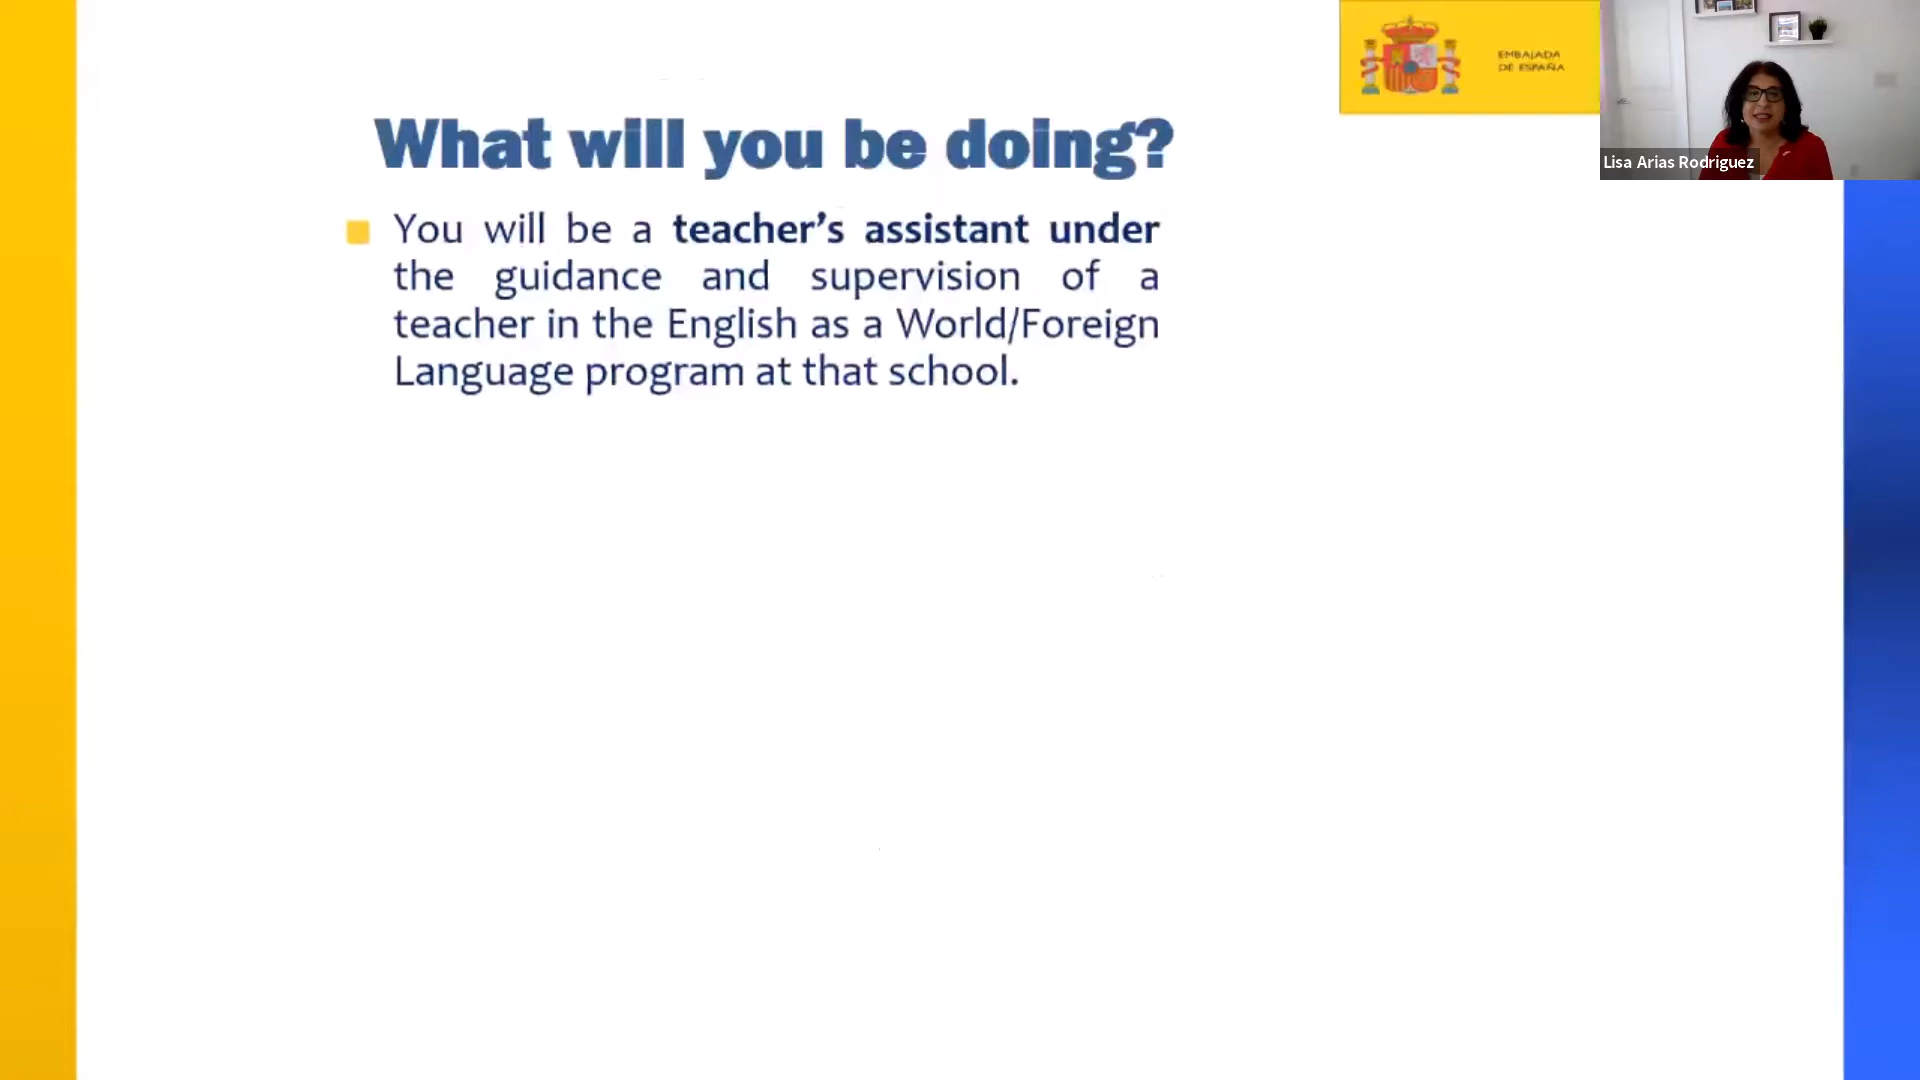 EMBAJADA
DE ESPAÑA
Lisa Arias Rodriguez
What will you be doing?
You will be a teacher’s assistant under
the guidance and supervision of a
teacher in the English as a World/Foreign
Language program at that school.